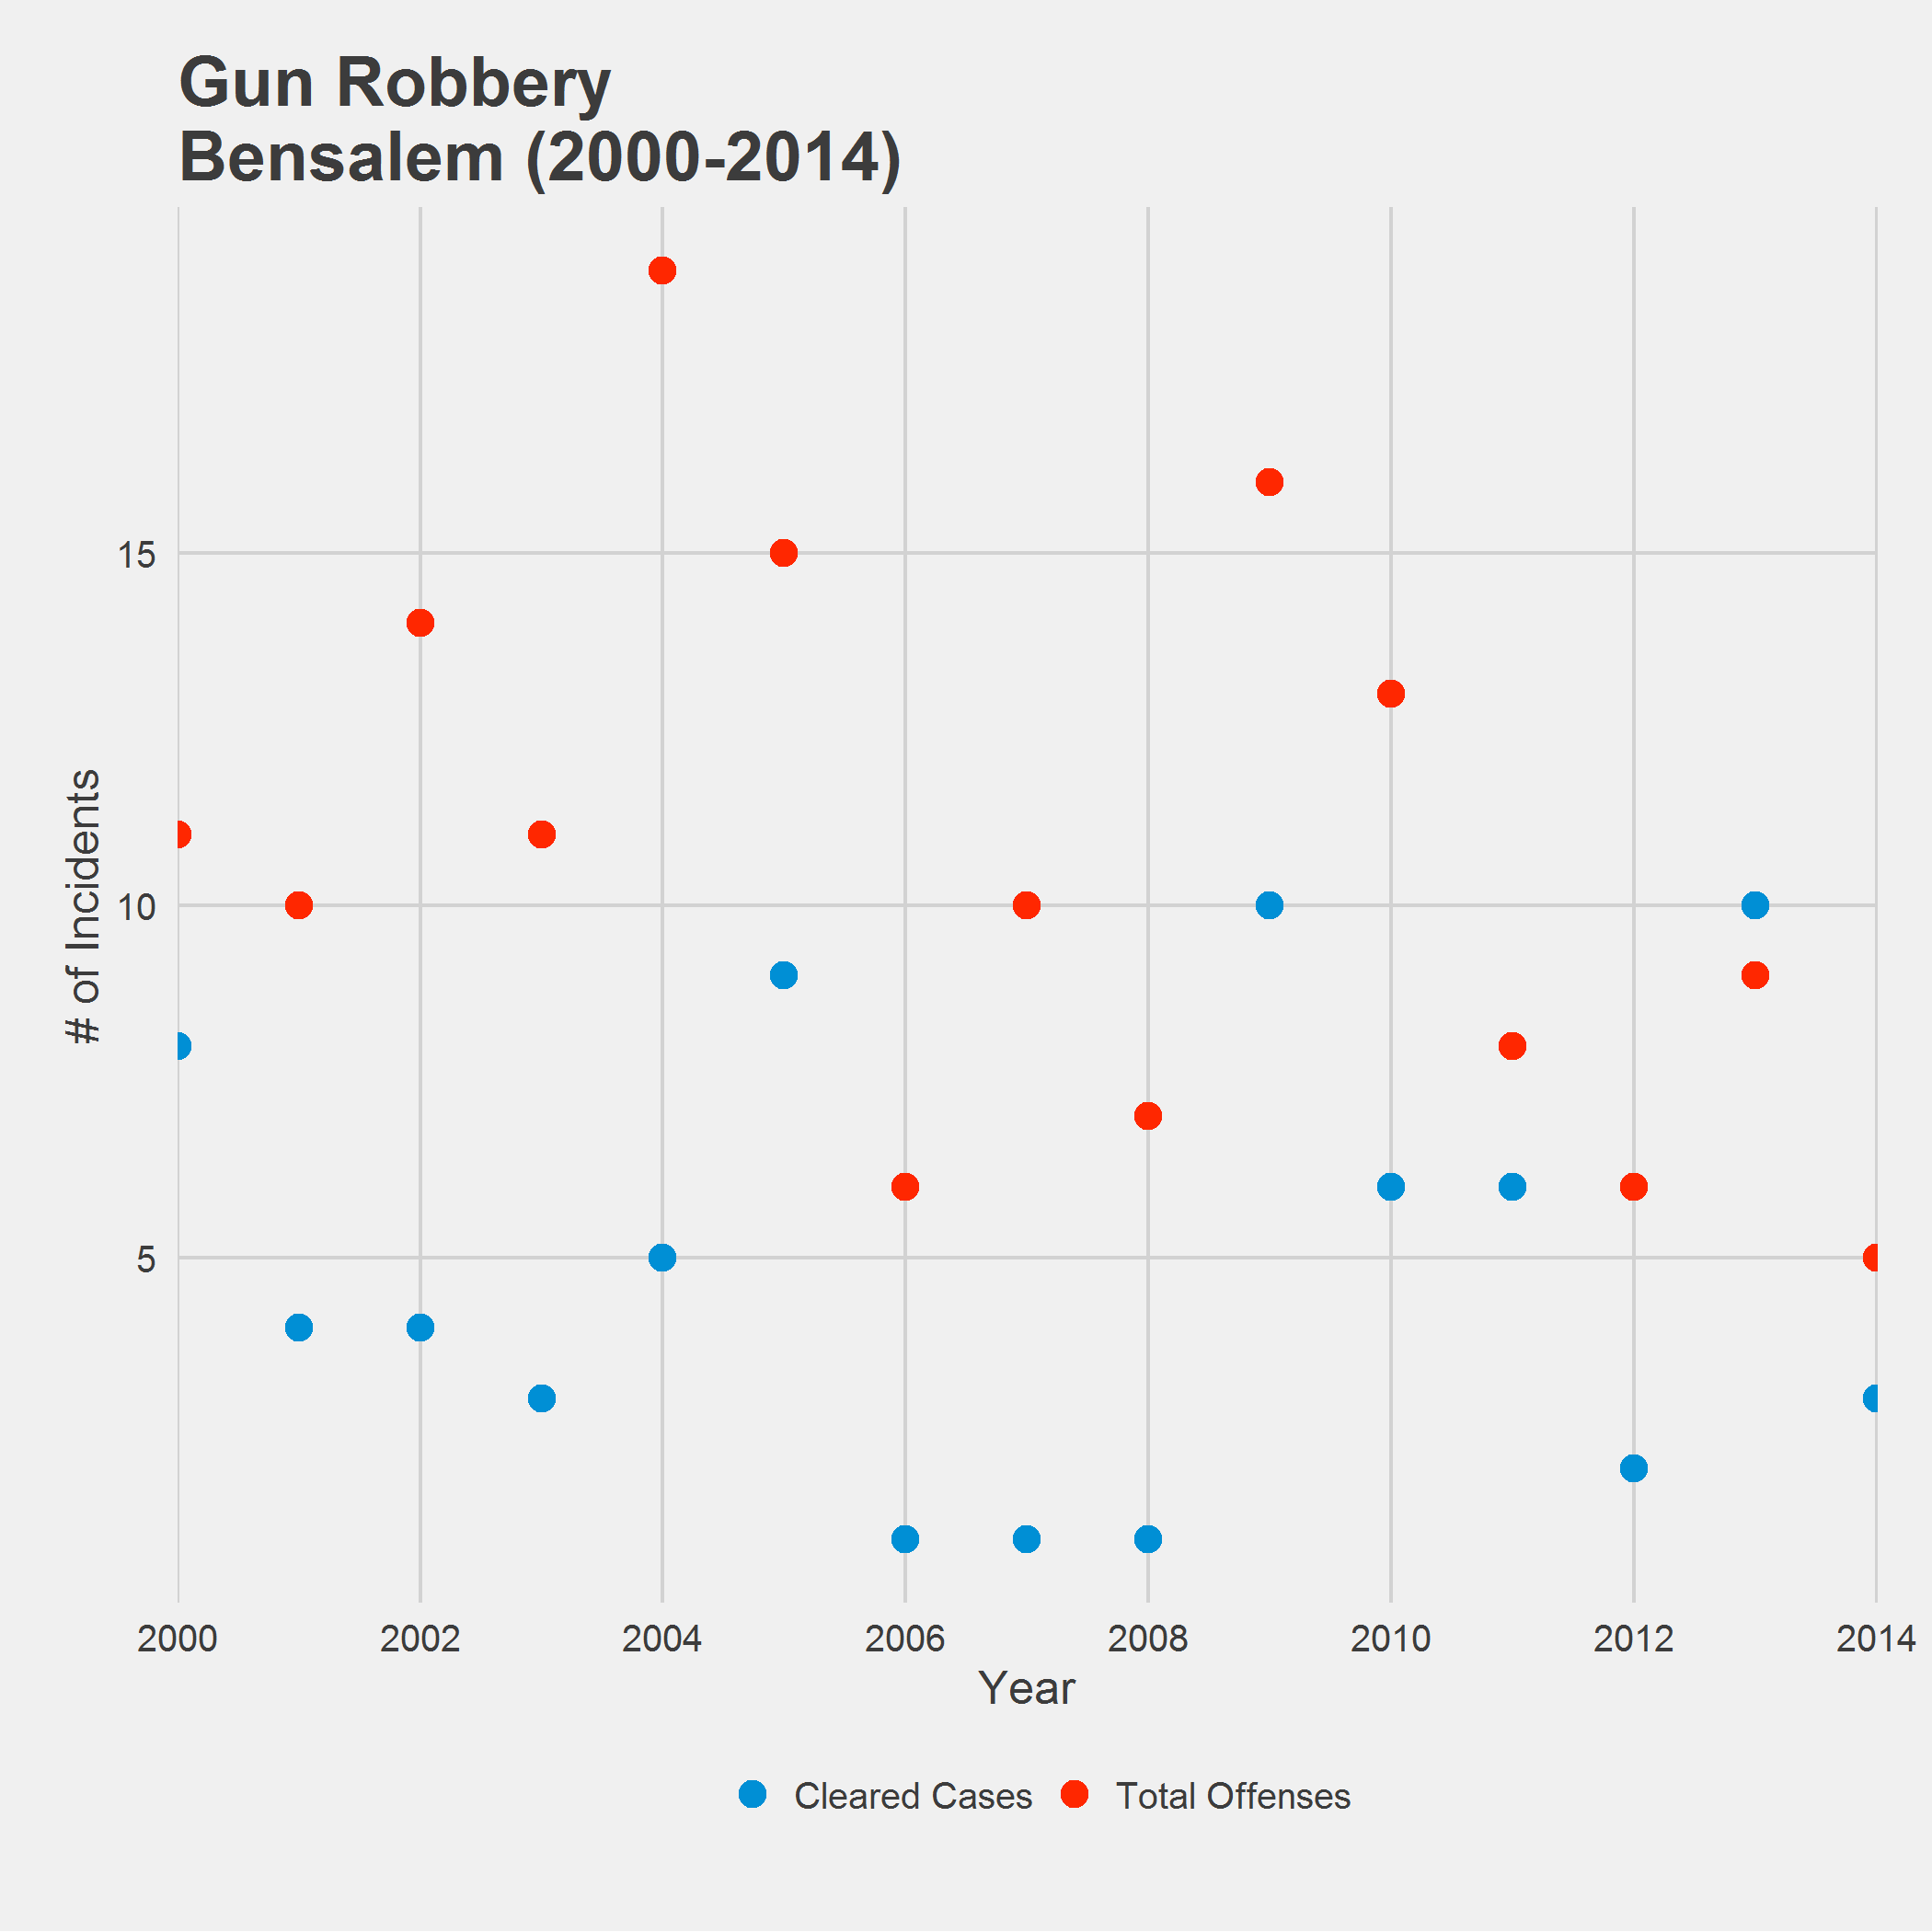 Gun Robbery
Bensalem (2000-2014)
# of Incidents
15
10
5
2000 2002 2004 2006 2008 2010 2012 2014
Year
Cleared Cases Total Offenses